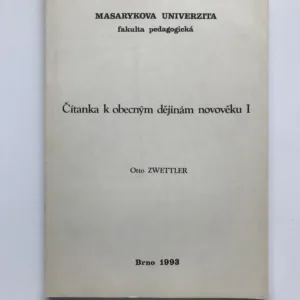 MASARYKOVA UNIVERZITA
fakulta pedagogická
Čítanka k obecným dějinám novověku I
Otto ZWETTLER
Brno 1993